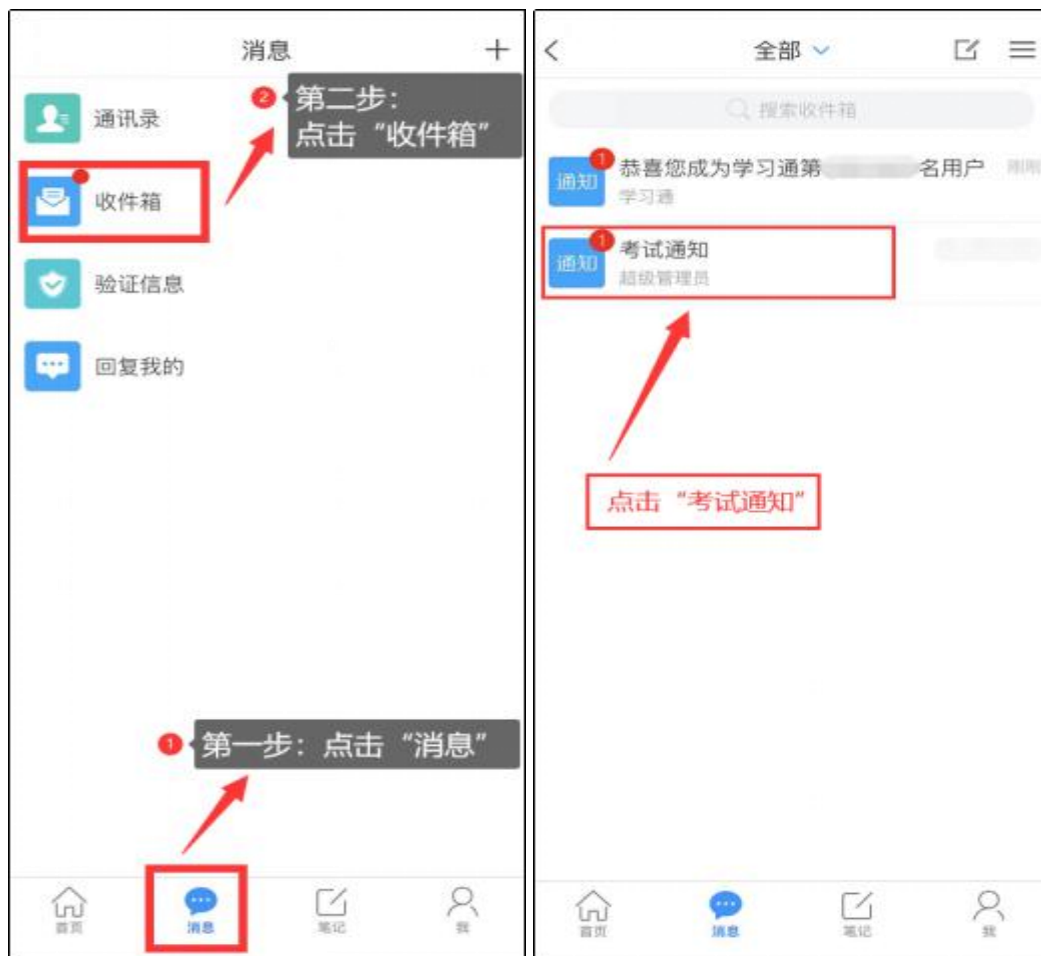 消息
通讯录
② 第二步：
点击“收件箱”
收件箱
验证信息
回复我的
① 第一步：点击“消息”
首页
消息
笔记
我
全部
搜索收件箱
通知
1
恭喜您成为学习通第
名用户
刚刚
学习通
通知
1
考试通知
超级管理员
点击“考试通知”
首页
消息
笔记
我